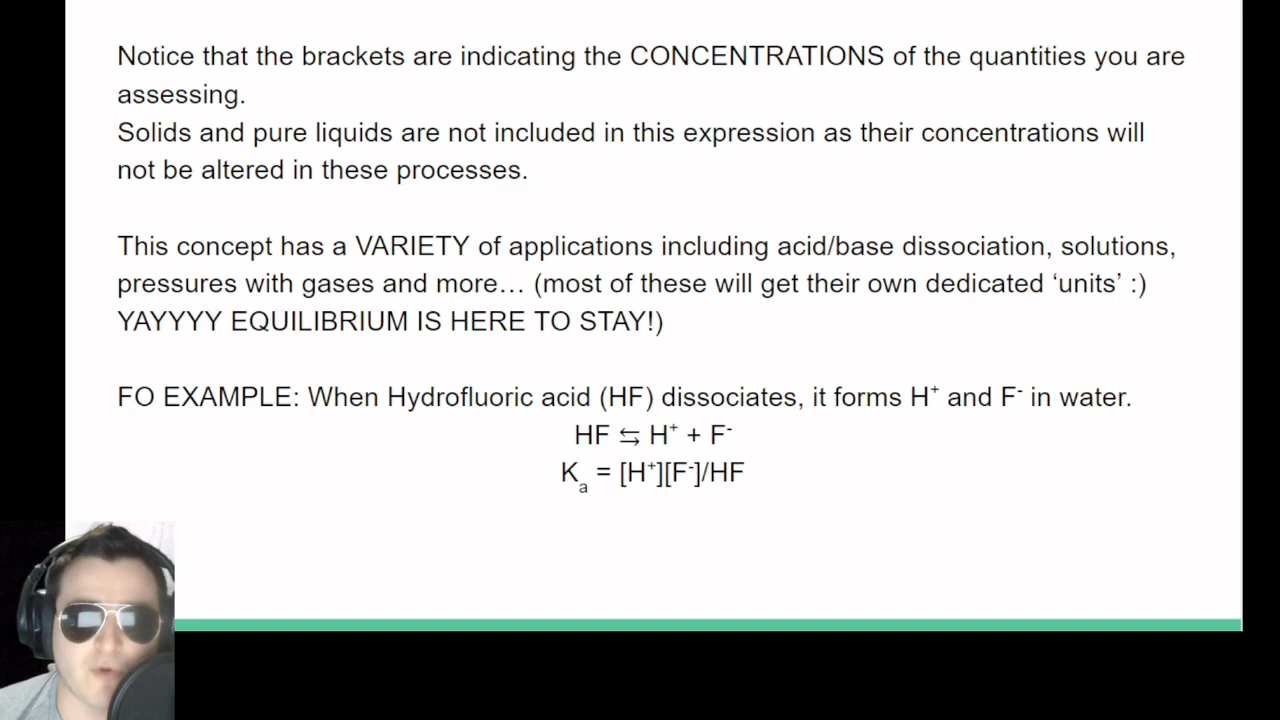 Notice that the brackets are indicating the CONCENTRATIONS of the quantities you are
assessing.
Solids and pure liquids are not included in this expression as their concentrations will
not be altered in these processes.
This concept has a VARIETY of applications including acid/base dissociation, solutions,
pressures with gases and more… (most of these will get their own dedicated ‘units’ :)
YAYYYY EQUILIBRIUM IS HERE TO STAY!)
FO EXAMPLE: When Hydrofluoric acid (HF) dissociates, it forms H⁺ and F⁻ in water.
HF ⇆ H⁺ + F⁻
Kₐ = [H⁺][F⁻]/HF